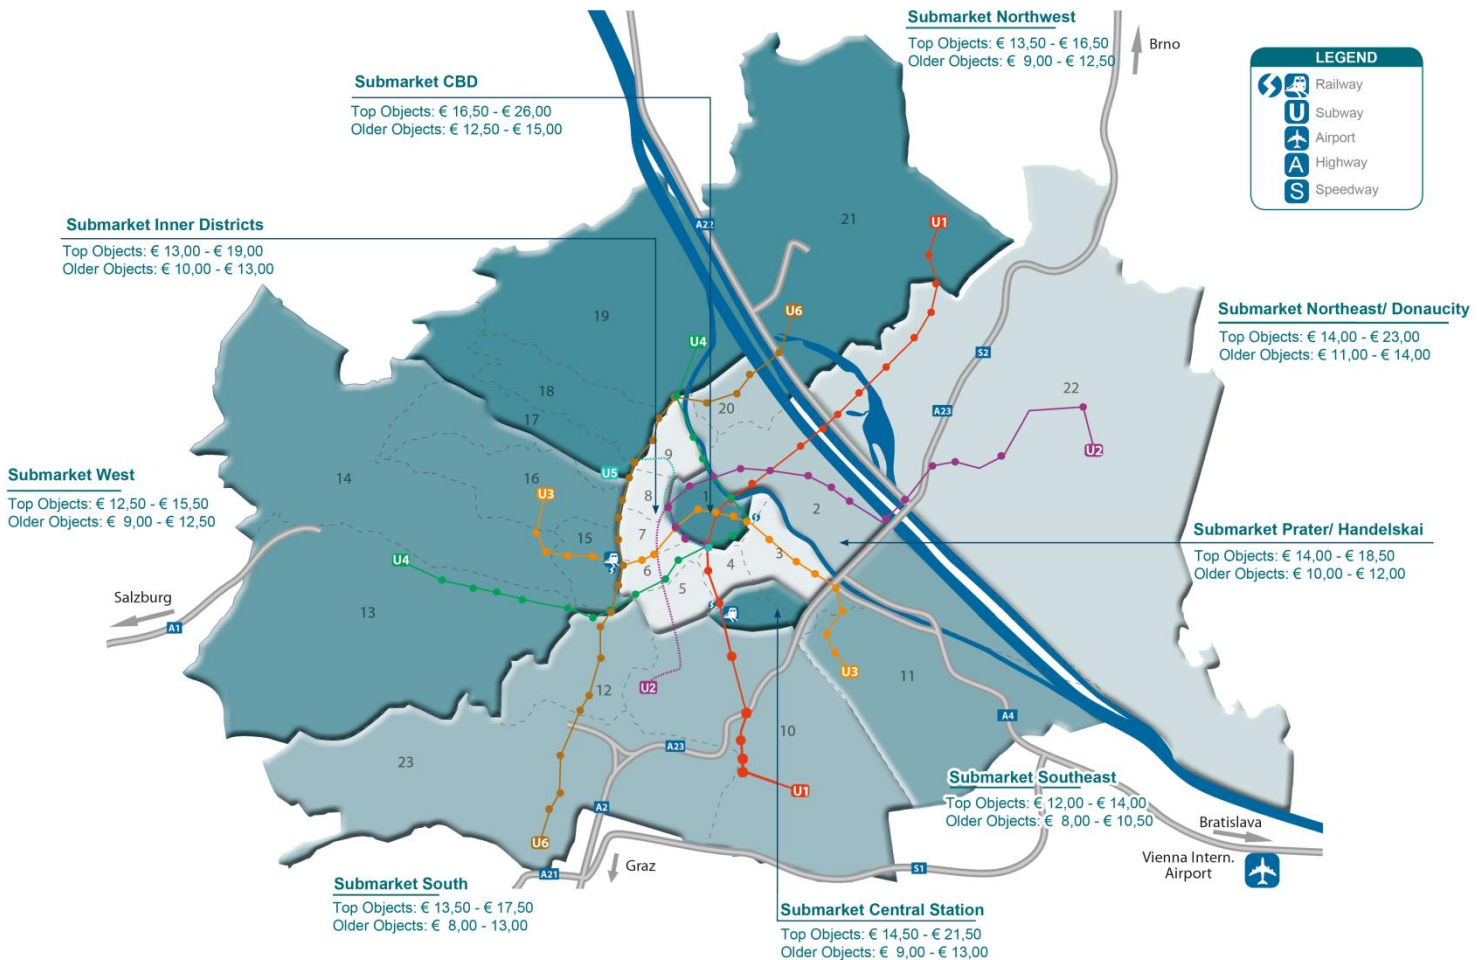 Submarket Northwest
Top Objects: € 13,50 - € 16,50
Older Objects: € 9,00 - € 12,50
Brno
LEGEND
Railway
U Subway
Airport
A Highway
S Speedway
Submarket CBD
Top Objects: € 16,50 - € 26,00
Older Objects: € 12,50 - € 15,00
Submarket Inner Districts
Top Objects: € 13,00 - € 19,00
Older Objects: € 10,00 - € 13,00
Submarket Northeast/ Donaucity
Top Objects: € 14,00 - € 23,00
Older Objects: € 11,00 - € 14,00
Submarket West
Top Objects: € 12,50 - € 15,50
Older Objects: € 9,00 - € 12,50
Submarket Prater/ Handelskai
Top Objects: € 14,00 - € 18,50
Older Objects: € 10,00 - € 12,00
Submarket Southeast
Top Objects: € 12,00 - € 14,00
Older Objects: € 8,00 - € 10,50
Submarket South
Top Objects: € 13,50 - € 17,50
Older Objects: € 8,00 - 13,00
Submarket Central Station
Top Objects: € 14,50 - € 21,50
Older Objects: € 9,00 - € 13,00
21
U1
A22
19
U6
U4
S2
18
22
20
A23
17
U2
9
14
U5
16
U3
8
1
2
7
15
3
U4
4
6
5
Salzburg
A1
13
U3
11
12
U2
A4
10
A23
23
U1
A2
U6
Bratislava
Vienna Intern.
Airport
Graz
S1
A21